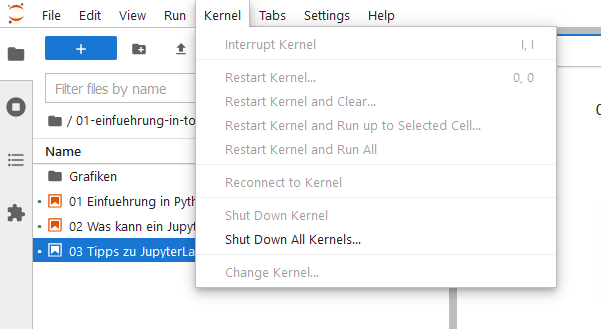 File Edit View Run Kernel Tabs Settings Help
Interrupt Kernel I, I
Restart Kernel... 0, 0
Restart Kernel and Clear...
Restart Kernel and Run up to Selected Cell...
Restart Kernel and Run All
Reconnect to Kernel
Shut Down Kernel
Shut Down All Kernels...
Change Kernel...
Filter files by name
/ 01-einfuehrung-in-to
Name
Grafiken
01 Einfuehrung in Pyth
02 Was kann ein Jupyt
03 Tipps zu JupyterLa